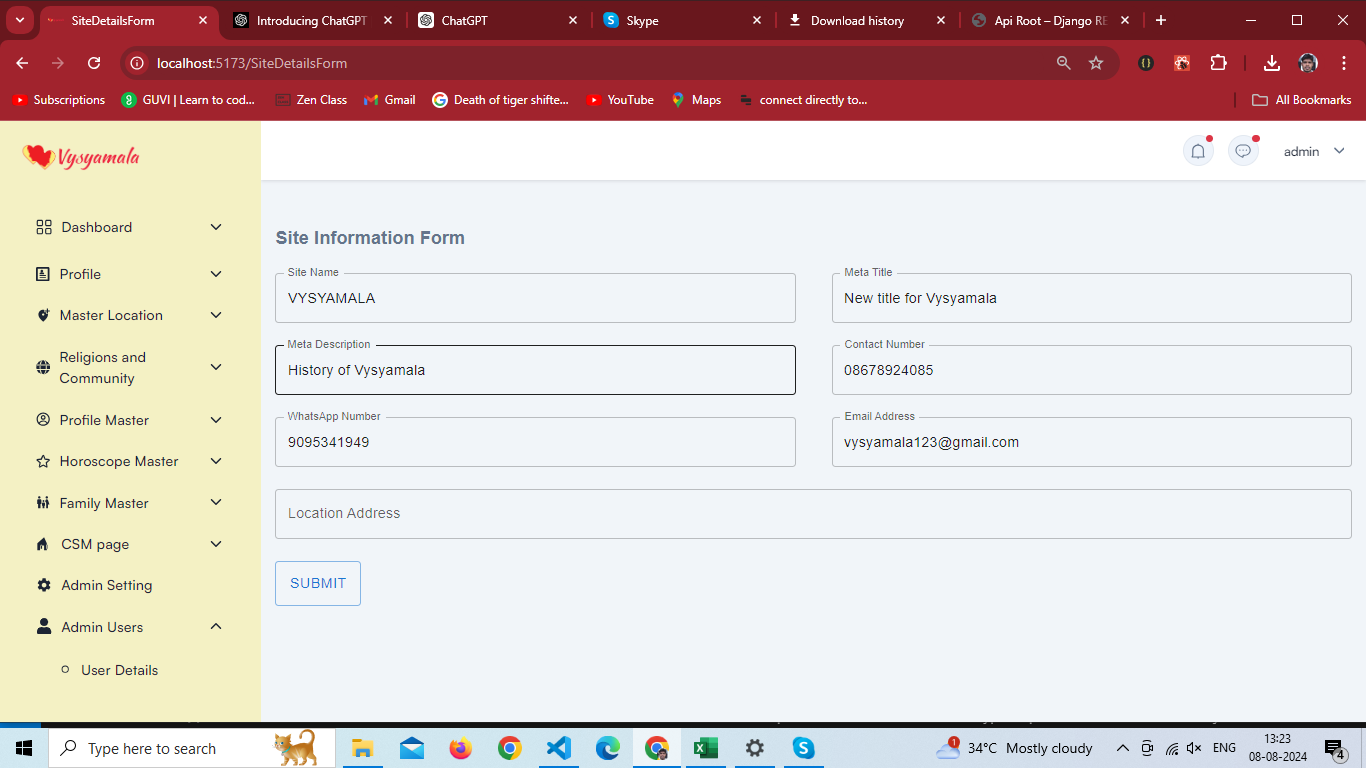 SiteDetailsForm
Introducing ChatGPT
ChatGPT
Skype
Download history
Api Root – Django RE
localhost:5173/SiteDetailsForm
Subscriptions
GUVI | Learn to cod...
Zen Class
Gmail
Death of tiger shifte...
YouTube
Maps
connect directly to...
All Bookmarks
Vysyamala
admin
Dashboard
Profile
Master Location
Religions and
Community
Profile Master
Horoscope Master
Family Master
CSM page
Admin Setting
Admin Users
User Details
Site Information Form
Site Name
VYSYAMALA
Meta Title
New title for Vysyamala
Meta Description
History of Vysyamala
Contact Number
08678924085
WhatsApp Number
9095341949
Email Address
vysyamala123@gmail.com
Location Address
SUBMIT
Type here to search
1
34°C Mostly cloudy
ENG
13:23
08-08-2024
4